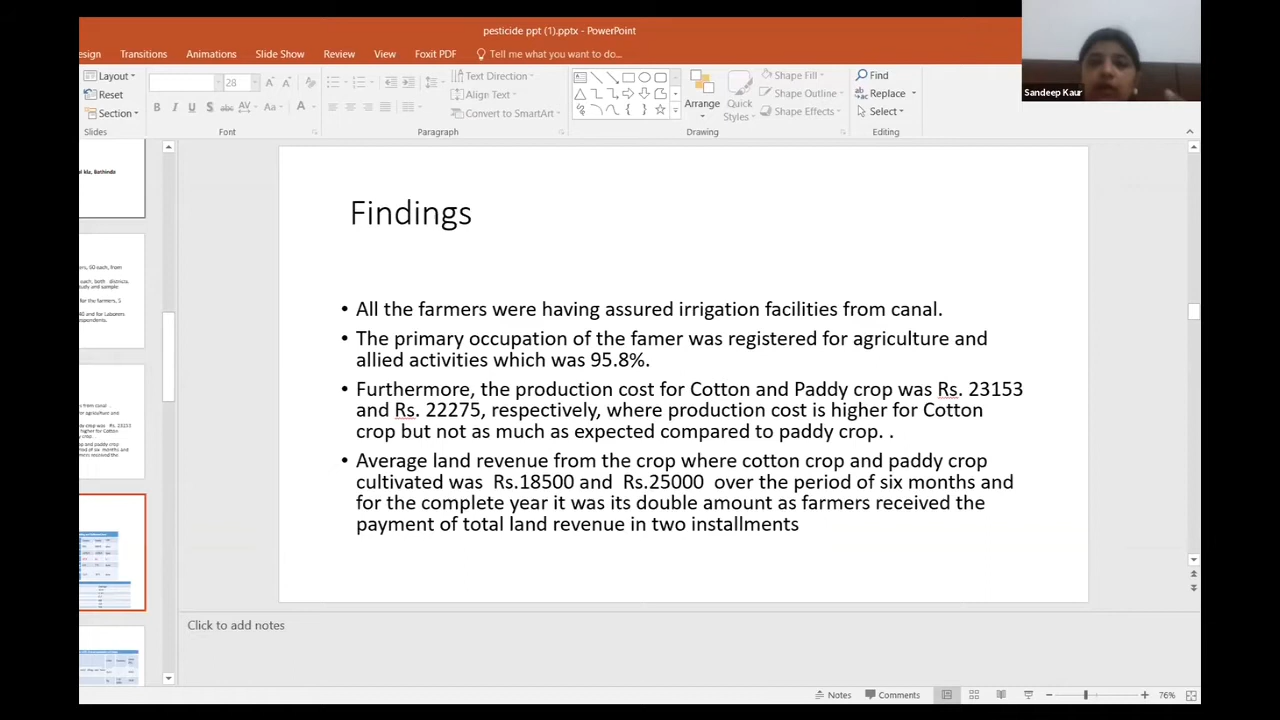 pesticide ppt (1).pptx - PowerPoint
esign Transitions Animations Slide Show Review View Foxit PDF Tell me what you want to do...
Layout
Reset
Section
Slides
28
Font
Text Direction
Align Text
Convert to SmartArt
Paragraph
Arrange
Quick
Styles
Shape Fill
Shape Outline
Shape Effects
Drawing
Find
Replace
Select
Editing
Sandeep Kaur
Findings
• All the farmers were having assured irrigation facilities from canal.
• The primary occupation of the famer was registered for agriculture and
allied activities which was 95.8%.
• Furthermore, the production cost for Cotton and Paddy crop was Rs. 23153
and Rs. 22275, respectively, where production cost is higher for Cotton
crop but not as much as expected compared to paddy crop. .
• Average land revenue from the crop where cotton crop and paddy crop
cultivated was Rs.18500 and Rs.25000 over the period of six months and
for the complete year it was its double amount as farmers received the
payment of total land revenue in two installments
Click to add notes
Notes Comments 76%